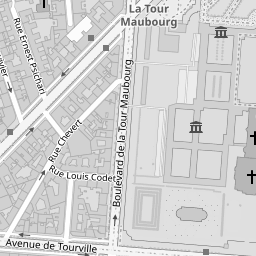 La Tour
Maubourg
Rue Ernest Psichari
Boulevard de la Tour Maubourg
Rue Chevert
Rue Louis Codet
Avenue de Tourville